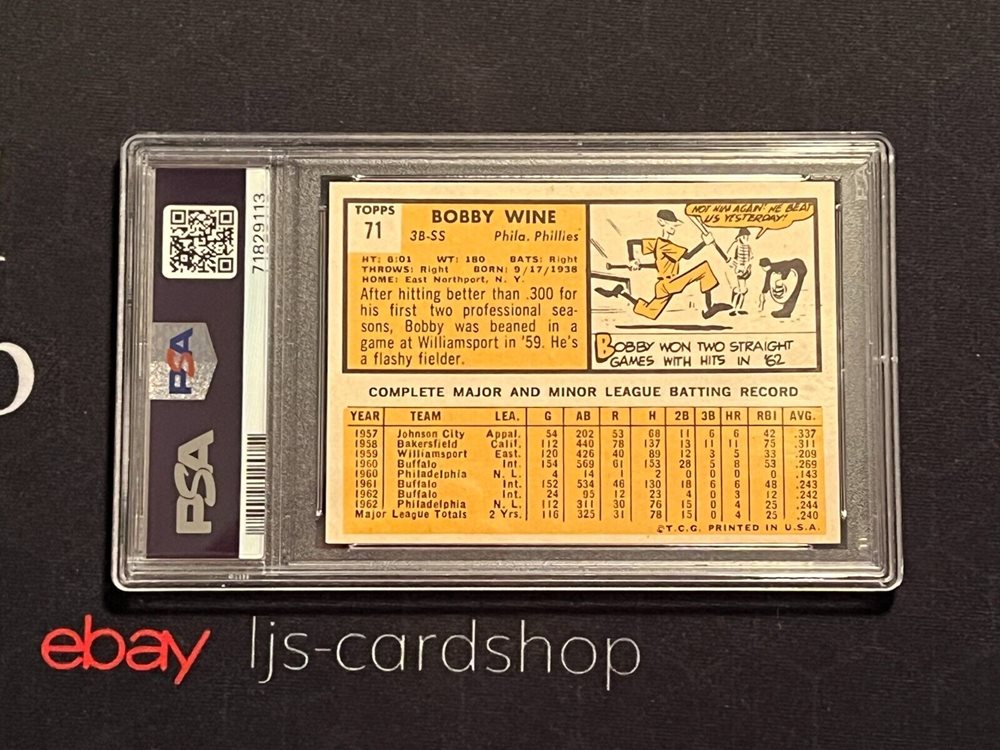 71829113
PSA
PSA
TOPPS
71
BOBBY WINE
3B-SS Phila. Phillies
HT: 6:01 WT: 180 BATS: Right
THROWS: Right BORN: 9/17/1938
HOME: East Northport, N. Y.
After hitting better than .300 for
his first two professional sea-
sons, Bobby was beaned in a
game at Williamsport in '59. He's
a flashy fielder.
NOT HIM AGAIN! HE BEAT
US YESTERDAY!
BOBBY WON TWO STRAIGHT
GAMES WITH HITS IN '62
COMPLETE MAJOR AND MINOR LEAGUE BATTING RECORD
YEAR TEAM LEA. G AB R H 2B 3B HR RBI AVG.
1957 Johnson City Appal. 54 202 53 68 11 6 6 42 .337
1958 Bakersfield Calif. 112 440 78 137 13 11 11 75 .311
1959 Williamsport East. 120 426 40 89 12 3 5 33 .209
1960 Buffalo Int. 154 569 61 153 28 5 8 53 .269
1960 Philadelphia N. L. 4 14 1 2 0 0 0 0 .143
1961 Buffalo Int. 152 534 46 130 18 6 6 48 .243
1962 Buffalo Int. 24 95 12 23 4 0 3 12 .242
1962 Philadelphia N. L. 112 311 30 76 15 0 4 25 .244
Major League Totals 2 Yrs. 116 325 31 78 15 0 4 25 .240
©T.C.G. PRINTED IN U.S.A.
ebay ljs-cardshop